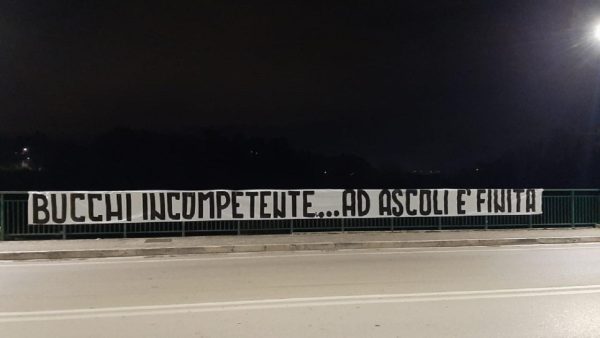 BUCCHI INCOMPETENTE.... AD ASCOLI E' FINITA